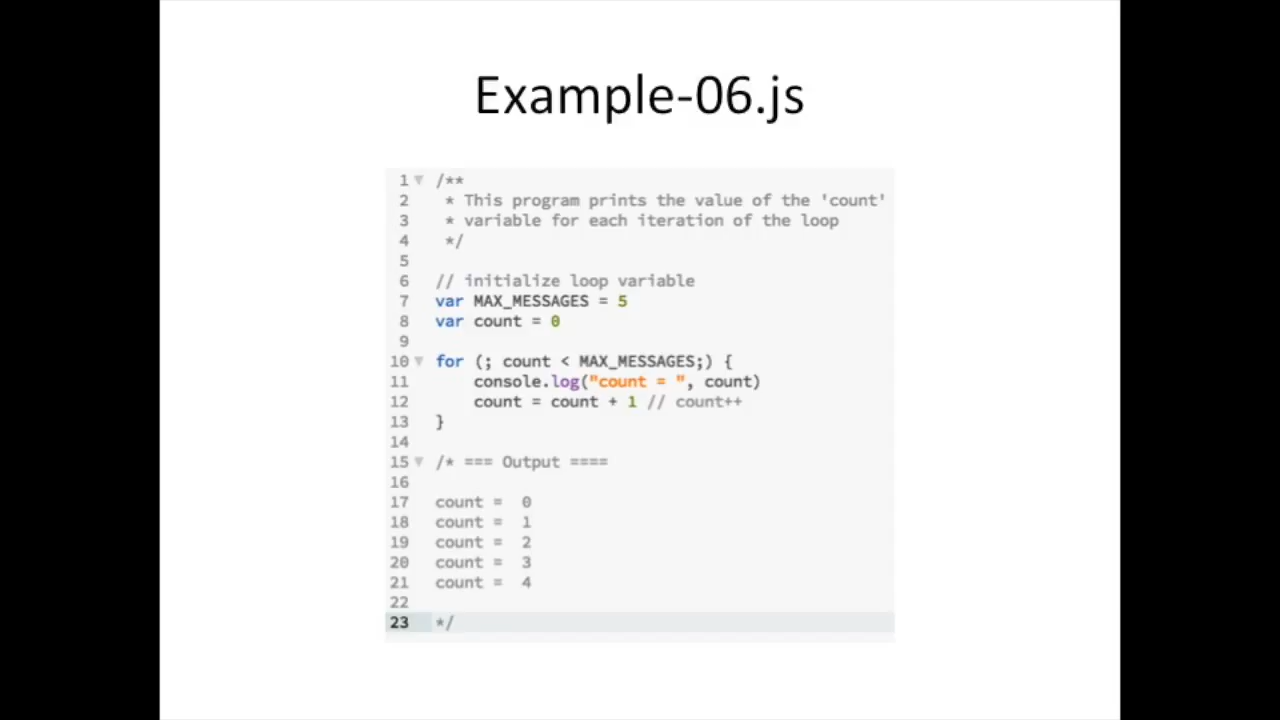 Example-06.js
1 /**
2  * This program prints the value of the 'count'
3  * variable for each iteration of the loop
4  */
5
6 // initialize loop variable
7 var MAX_MESSAGES = 5
8 var count = 0
9
10 for (; count < MAX_MESSAGES;) {
11     console.log("count = ", count)
12     count = count + 1 // count++
13 }
14
15 /* === Output ====
16
17 count =  0
18 count =  1
19 count =  2
20 count =  3
21 count =  4
22
23 */